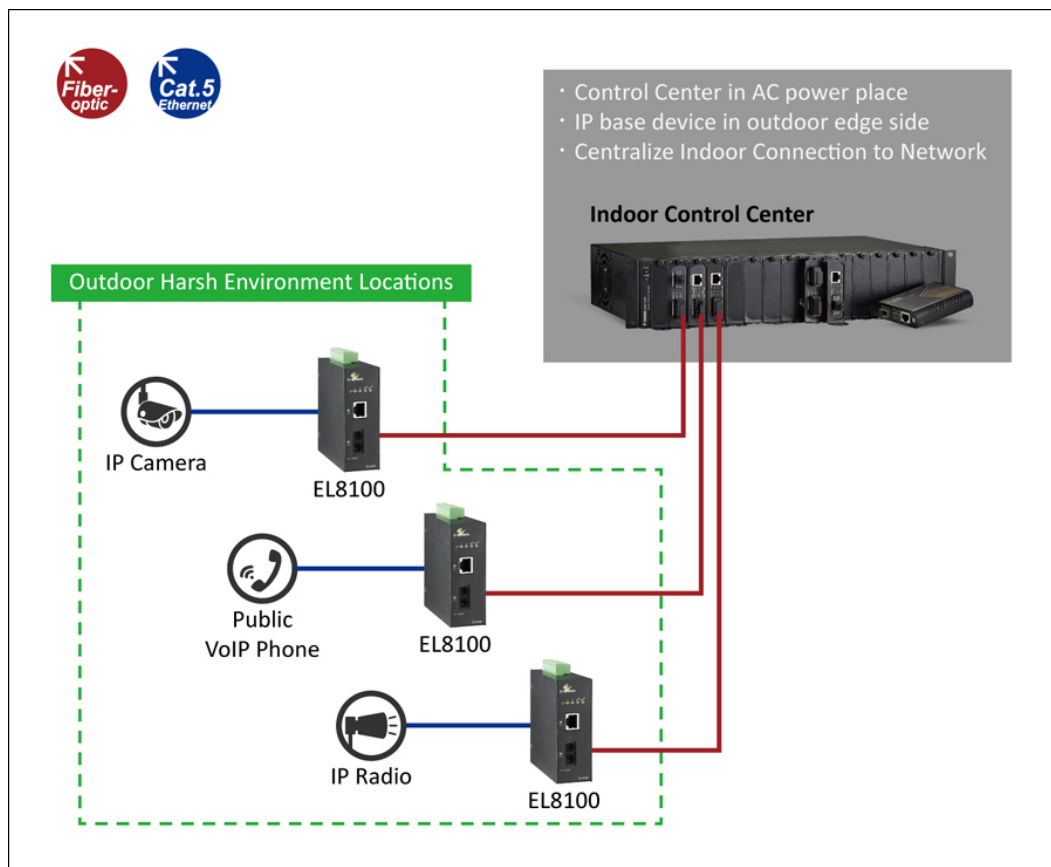 Fiber-
optic
Cat.5
Ethernet
· Control Center in AC power place
· IP base device in outdoor edge side
· Centralize Indoor Connection to Network
Indoor Control Center
Outdoor Harsh Environment Locations
IP Camera
EL8100
Public
VoIP Phone
EL8100
IP Radio
EL8100